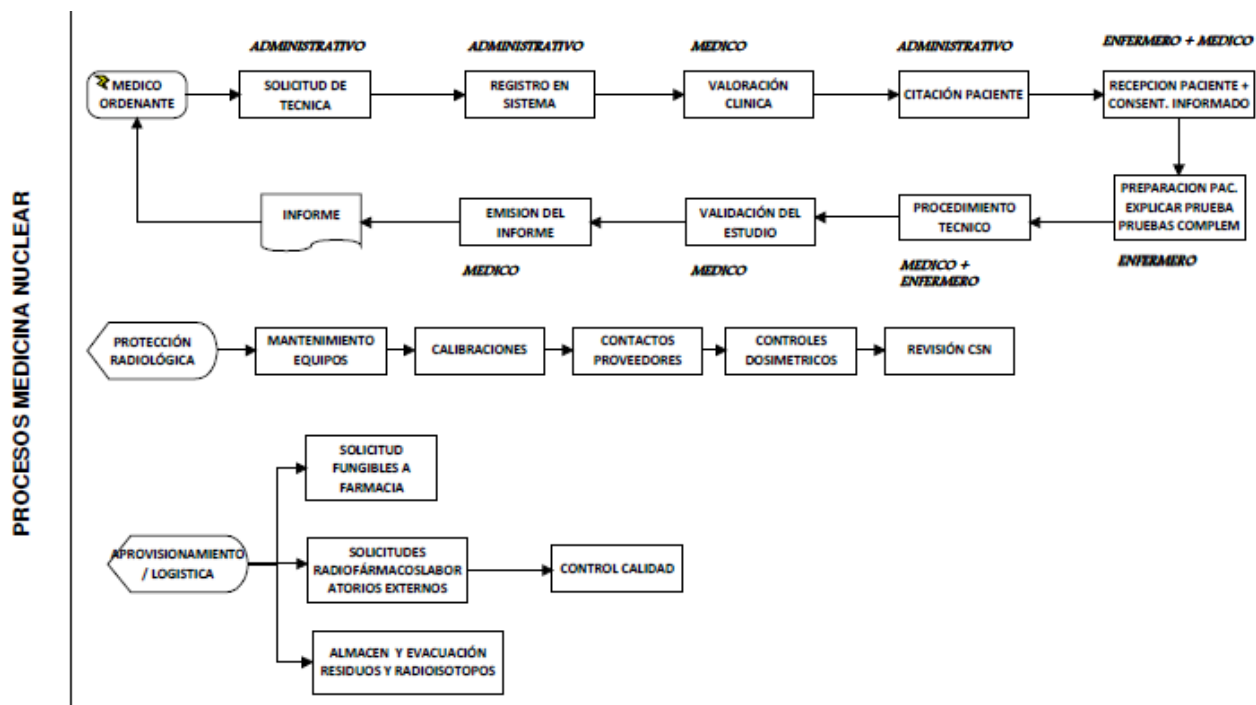 PROCESOS MEDICINA NUCLEAR
ADMINISTRATIVO
ADMINISTRATIVO
MEDICO
ADMINISTRATIVO
ENFERMERO + MEDICO
MEDICO
ORDENANTE
SOLICITUD DE
TECNICA
REGISTRO EN
SISTEMA
VALORACIÓN
CLINICA
CITACIÓN PACIENTE
RECEPCION PACIENTE +
CONSENT. INFORMADO
INFORME
EMISION DEL
INFORME
VALIDACIÓN DEL
ESTUDIO
PROCEDIMIENTO
TECNICO
PREPARACION PAC.
EXPLICAR PRUEBA
PRUEBAS COMPLEM
MEDICO
MEDICO
MEDICO +
ENFERMERO
ENFERMERO
PROTECCIÓN
RADIOLÓGICA
MANTENIMIENTO
EQUIPOS
CALIBRACIONES
CONTACTOS
PROVEEDORES
CONTROLES
DOSIMETRICOS
REVISIÓN CSN
SOLICITUD
FUNGIBLES A
FARMACIA
APROVISIONAMIENTO
/ LOGISTICA
SOLICITUDES
RADIOFÁRMACOSLABOR
ATORIOS EXTERNOS
CONTROL CALIDAD
ALMACEN Y EVACUACIÓN
RESIDUOS Y RADIOISOTOPOS